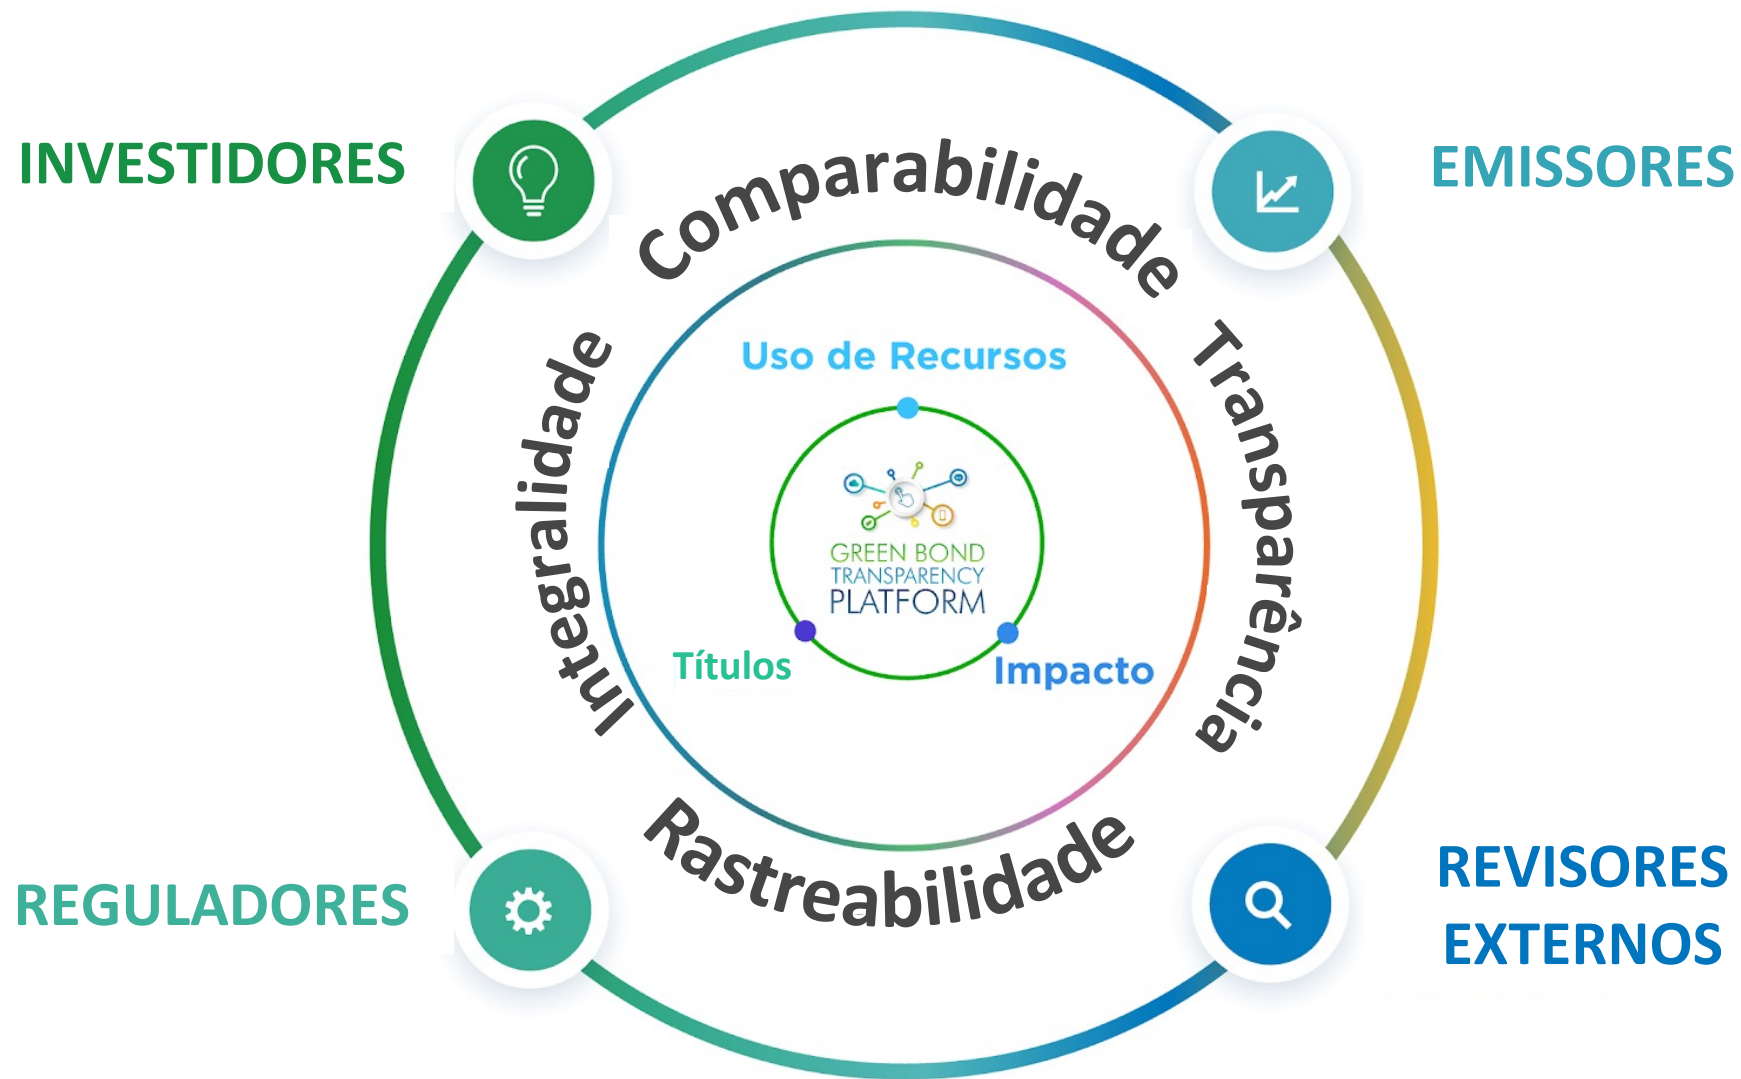 INVESTIDORES
EMISSORES
Comparabilidade
Transparência
Integralidade
Uso de Recursos
GREEN BOND
TRANSPARENCY
PLATFORM
Títulos
Impacto
Rastreabilidade
REGULADORES
REVISORES
EXTERNOS